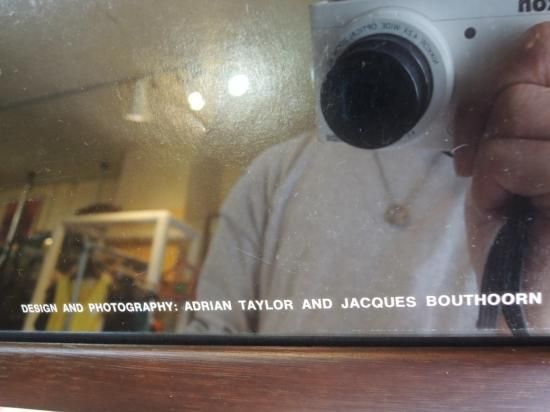 DESIGN AND PHOTOGRAPHY: ADRIAN TAYLOR AND JACQUES BOUTHOORN